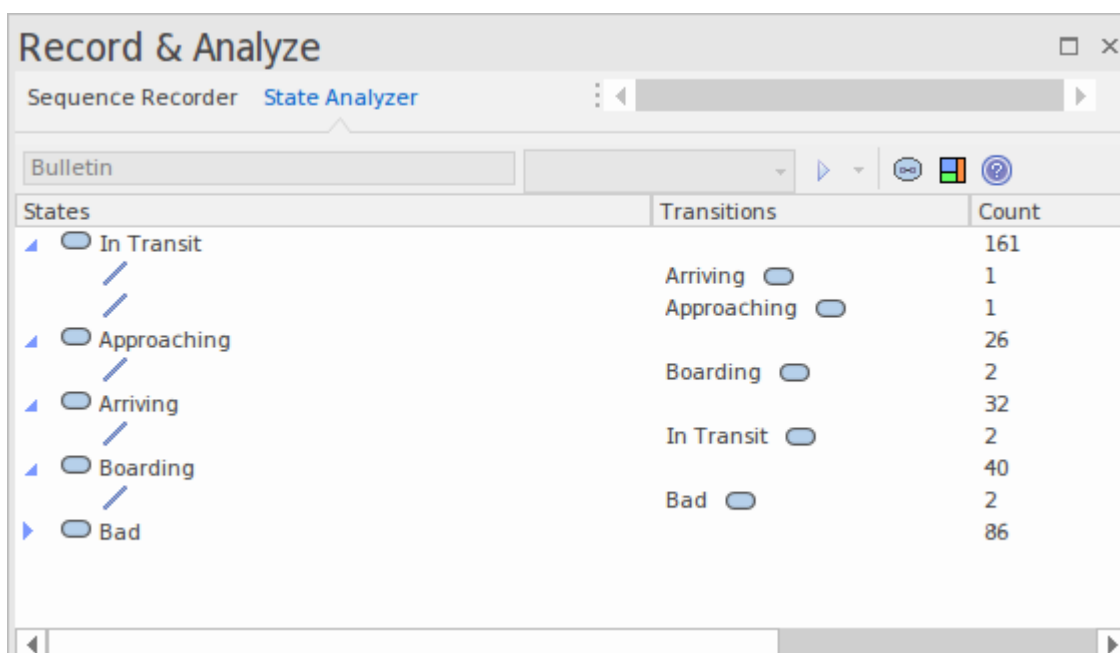 Record & Analyze
Sequence Recorder State Analyzer
Bulletin
States Transitions Count
In Transit 161
Arriving 1
Approaching 1
Approaching 26
Boarding 2
Arriving 32
In Transit 2
Boarding 40
Bad 2
Bad 86